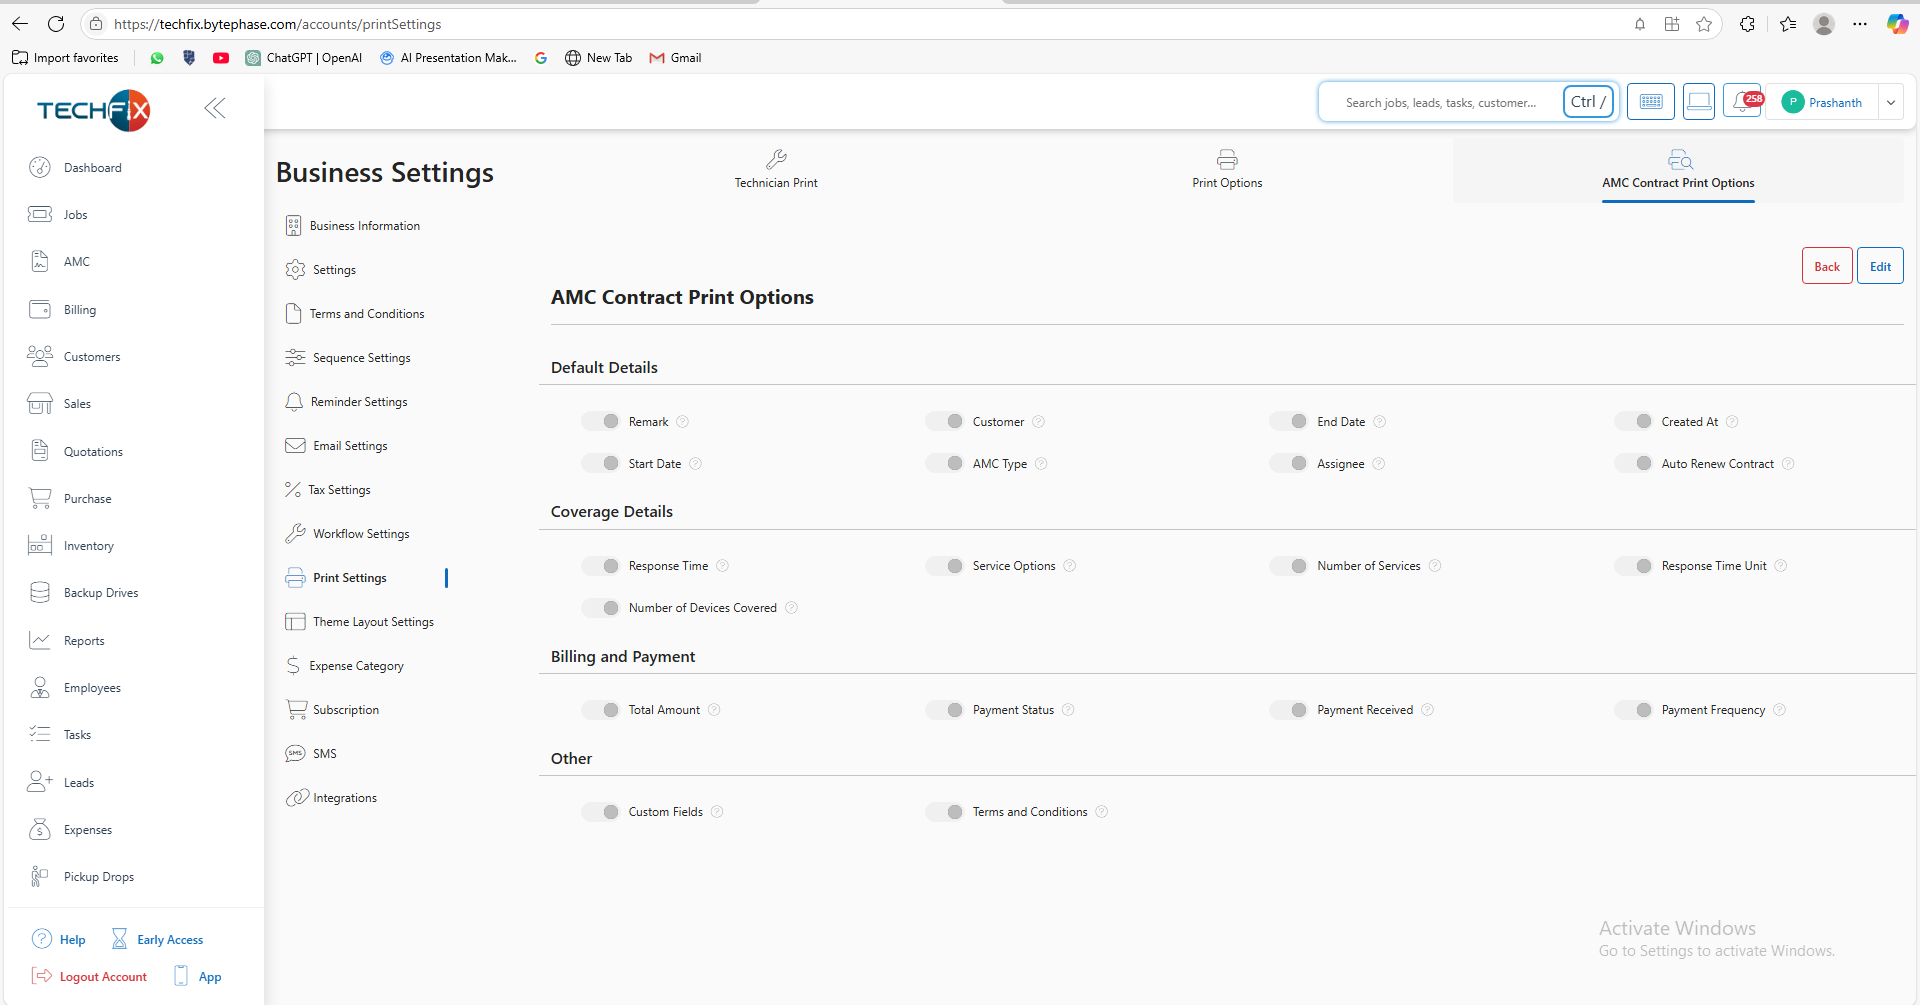 https://techfix.bytephase.com/accounts/printSettings
Import favorites
ChatGPT | OpenAI
AI Presentation Mak...
New Tab
Gmail
TECHFIX
Search jobs, leads, tasks, customer...
Ctrl /
258
P
Prashanth
Dashboard
Jobs
AMC
Billing
Customers
Sales
Quotations
Purchase
Inventory
Backup Drives
Reports
Employees
Tasks
Leads
Expenses
Pickup Drops
Help
Early Access
Logout Account
App
Business Settings
Business Information
Settings
Terms and Conditions
Sequence Settings
Reminder Settings
Email Settings
Tax Settings
Workflow Settings
Print Settings
Theme Layout Settings
Expense Category
Subscription
SMS
SMS
Integrations
Technician Print
Print Options
AMC Contract Print Options
Back
Edit
AMC Contract Print Options
Default Details
Remark
Customer
End Date
Created At
Start Date
AMC Type
Assignee
Auto Renew Contract
Coverage Details
Response Time
Service Options
Number of Services
Response Time Unit
Number of Devices Covered
Billing and Payment
Total Amount
Payment Status
Payment Received
Payment Frequency
Other
Custom Fields
Terms and Conditions
Activate Windows
Go to Settings to activate Windows.